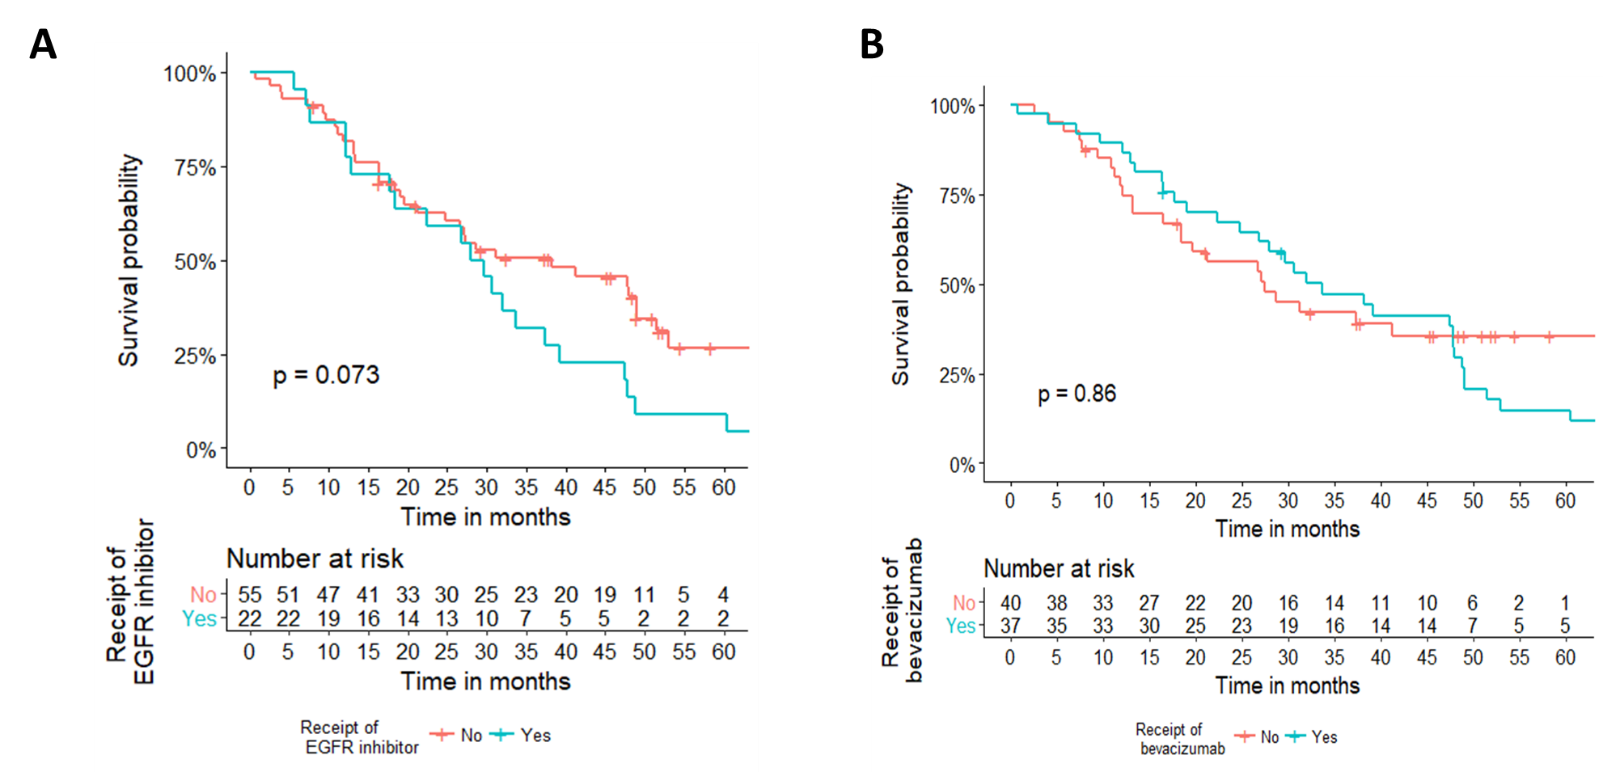 A
100%
75%
50%
25%
0%
Survival probability
p = 0.073
0 5 10 15 20 25 30 35 40 45 50 55 60
Time in months
Number at risk
Receipt of
EGFR inhibitor
No 55 51 47 41 33 30 25 23 20 19 11 5 4
Yes 22 22 19 16 14 13 10 7 5 5 2 2 2
0 5 10 15 20 25 30 35 40 45 50 55 60
Time in months
Receipt of
EGFR inhibitor No Yes
B
100%
75%
50%
25%
0%
Survival probability
p = 0.86
0 5 10 15 20 25 30 35 40 45 50 55 60
Time in months
Number at risk
Receipt of
bevacizumab
No 40 38 33 27 22 20 16 14 11 10 6 2 1
Yes 37 35 33 30 25 23 19 16 14 14 7 5 5
0 5 10 15 20 25 30 35 40 45 50 55 60
Time in months
Receipt of
bevacizumab No Yes